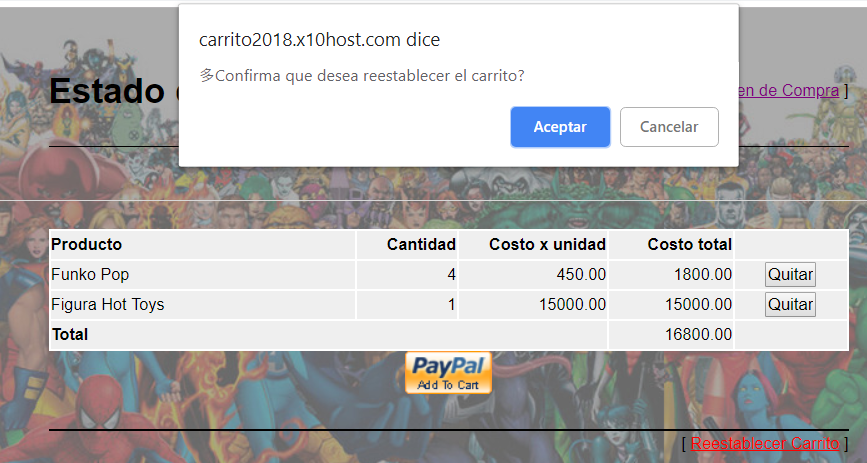 carrito2018.x10host.com dice
多Confirma que desea reestablecer el carrito?
Aceptar Cancelar
Estado en de Compra ]
Producto Cantidad Costo x unidad Costo total
Funko Pop 4 450.00 1800.00 Quitar
Figura Hot Toys 1 15000.00 15000.00 Quitar
Total 16800.00
PayPal
Add To Cart
[ Reestablecer Carrito ]